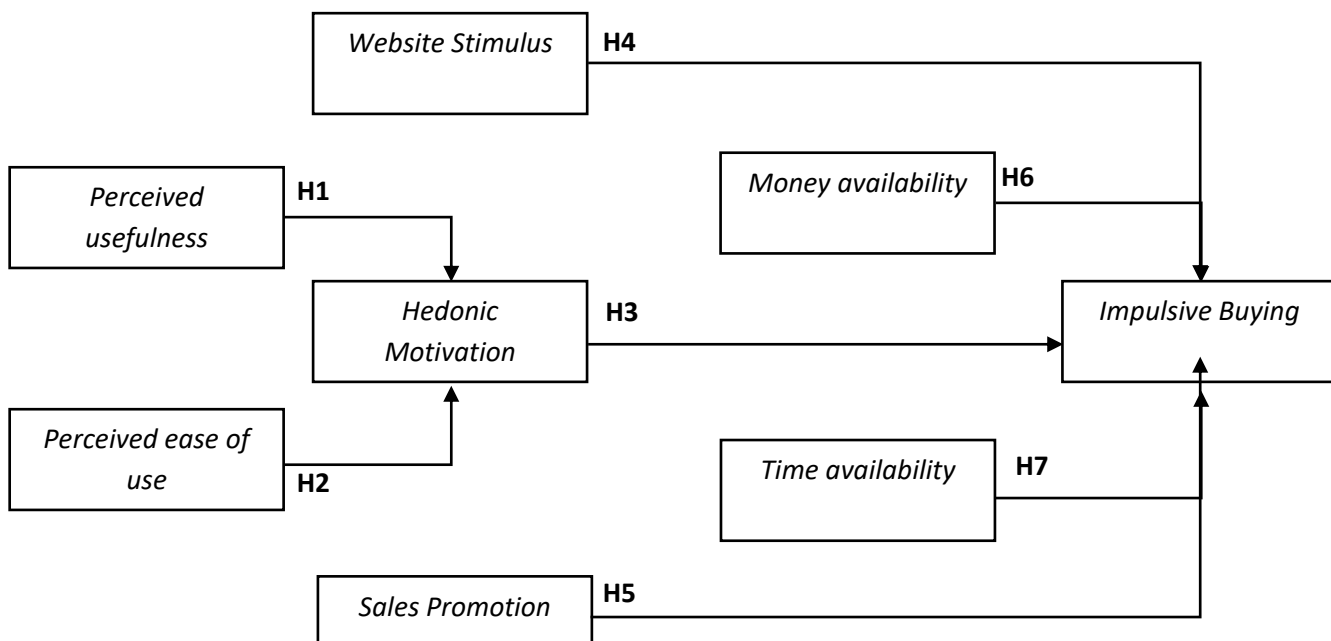 Website Stimulus
H4
Money availability
H6
Perceived
usefulness
H1
Hedonic
Motivation
H3
Impulsive Buying
Perceived ease of
use
H2
Time availability
H7
Sales Promotion
H5